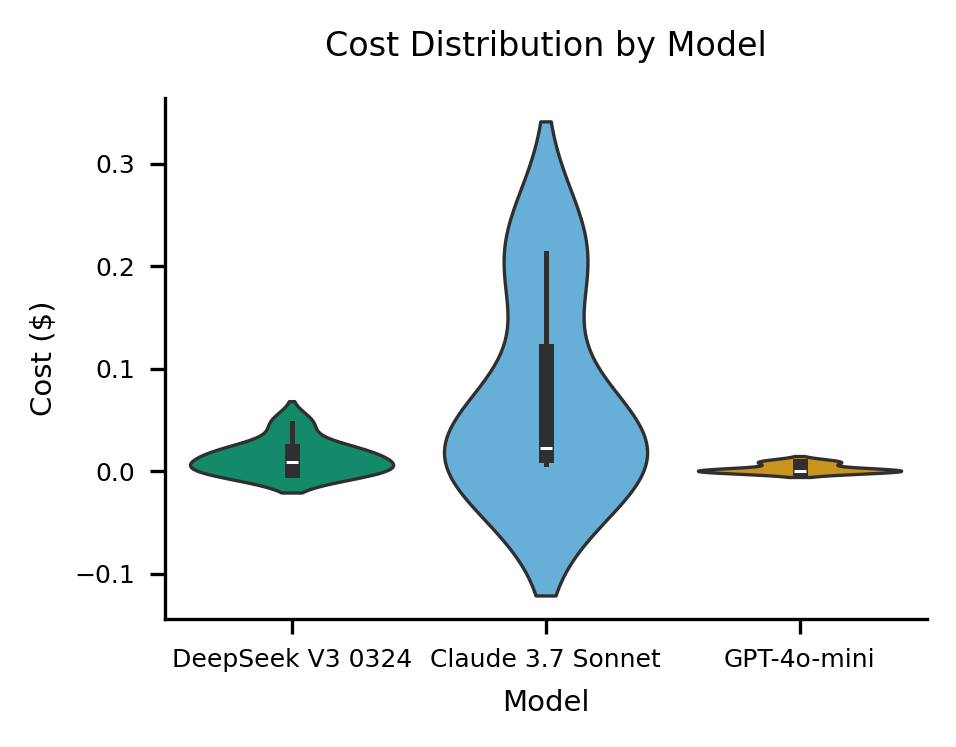 Cost Distribution by Model
Cost ($)
0.3
0.2
0.1
0.0
−0.1
DeepSeek V3 0324
Claude 3.7 Sonnet
GPT-4o-mini
Model